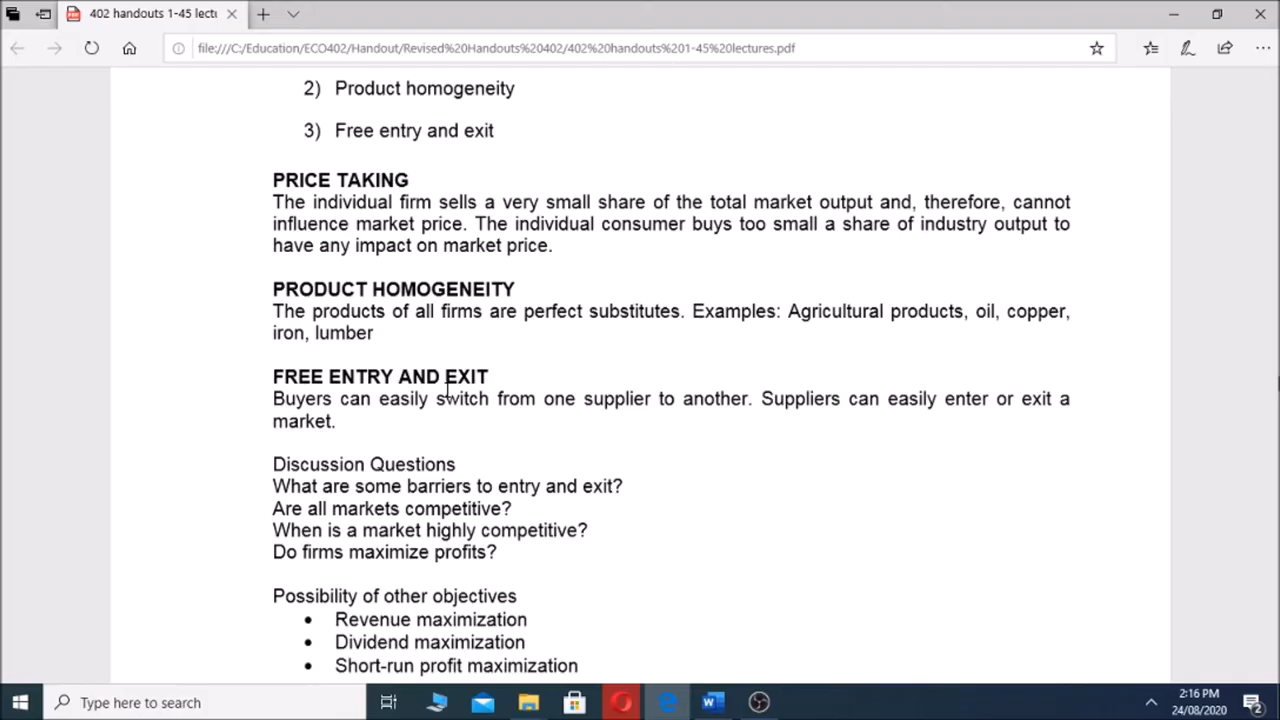 402 handouts 1-45 lectu
file:///C:/Education/ECO402/Handout/Revised%20Handouts%20402/402%20handouts%201-45%20lectures.pdf
2) Product homogeneity
3) Free entry and exit
PRICE TAKING
The individual firm sells a very small share of the total market output and, therefore, cannot
influence market price. The individual consumer buys too small a share of industry output to
have any impact on market price.
PRODUCT HOMOGENEITY
The products of all firms are perfect substitutes. Examples: Agricultural products, oil, copper,
iron, lumber
FREE ENTRY AND EXIT
Buyers can easily switch from one supplier to another. Suppliers can easily enter or exit a
market.
Discussion Questions
What are some barriers to entry and exit?
Are all markets competitive?
When is a market highly competitive?
Do firms maximize profits?
Possibility of other objectives
• Revenue maximization
• Dividend maximization
• Short-run profit maximization
Type here to search
2:16 PM
24/08/2020
2